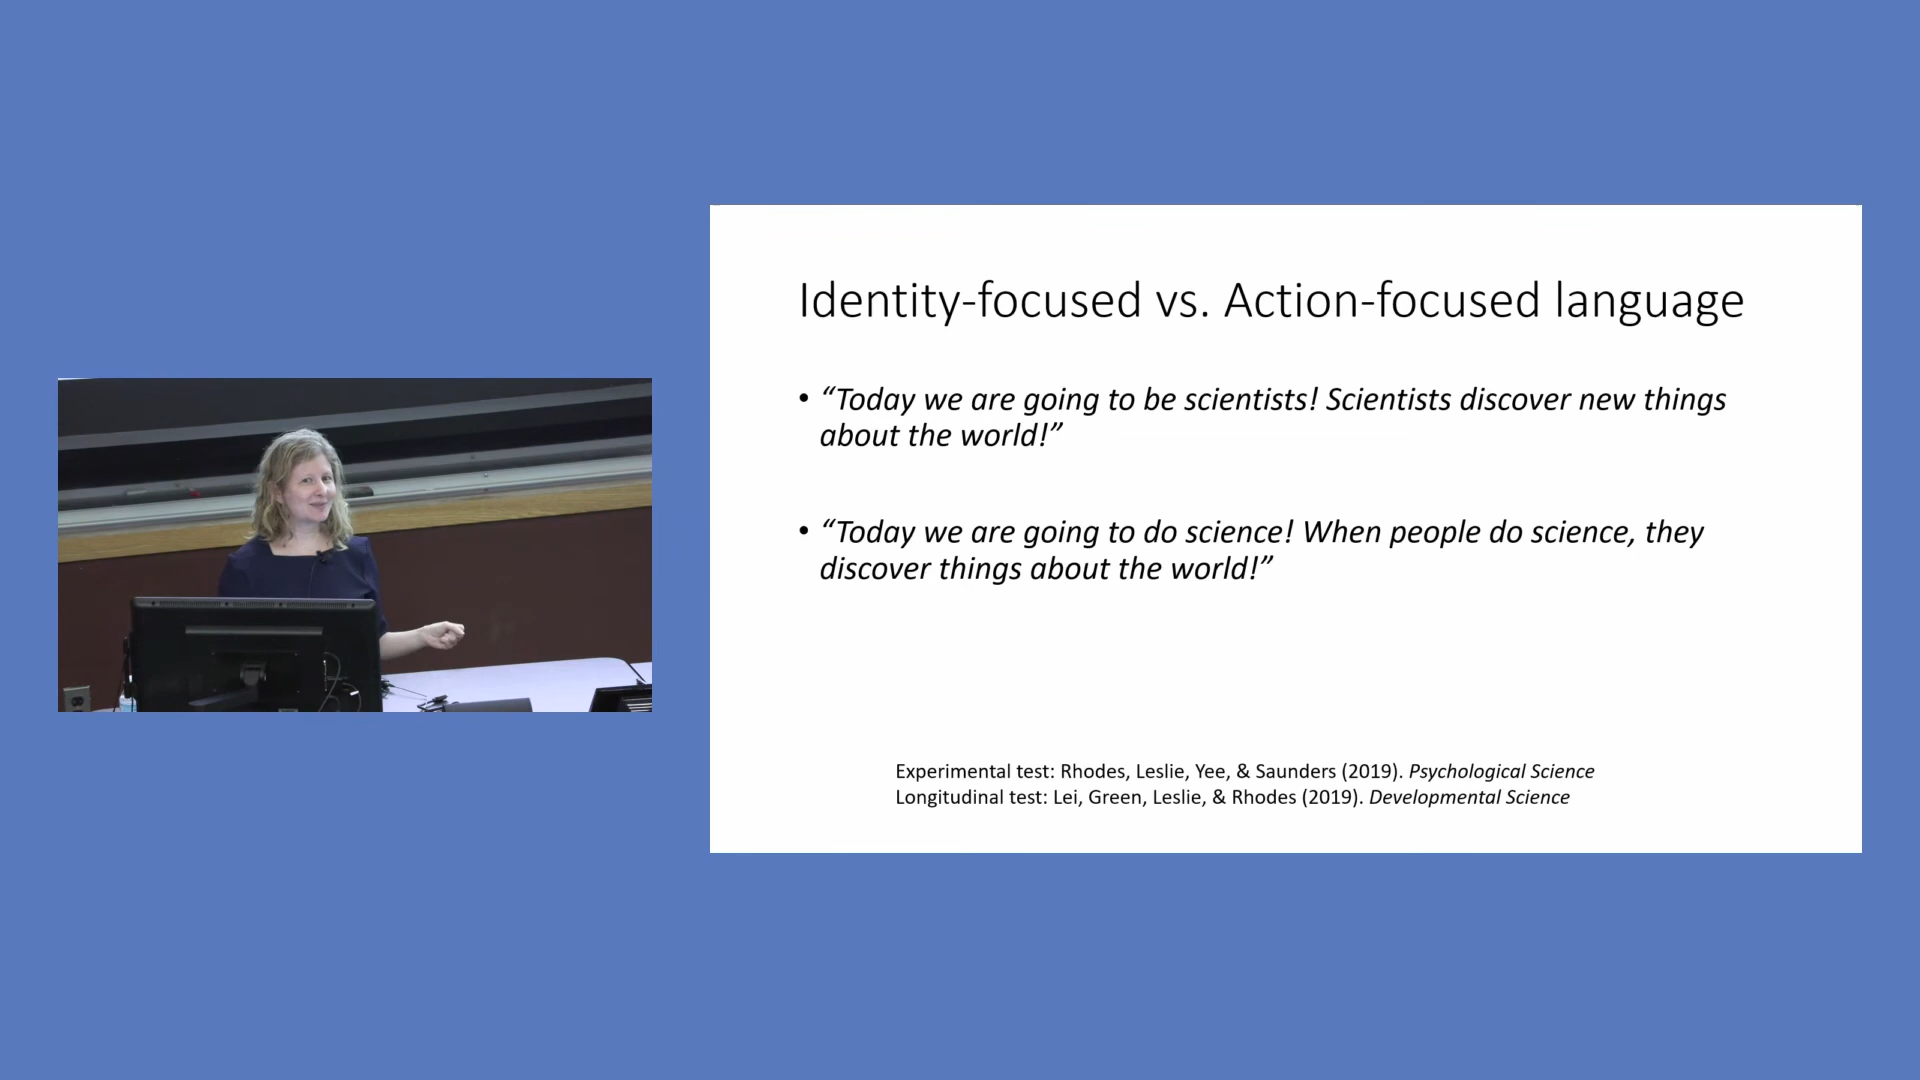 Identity-focused vs. Action-focused language
• “Today we are going to be scientists! Scientists discover new things
about the world!”
• “Today we are going to do science! When people do science, they
discover things about the world!”
Experimental test: Rhodes, Leslie, Yee, & Saunders (2019). Psychological Science
Longitudinal test: Lei, Green, Leslie, & Rhodes (2019). Developmental Science